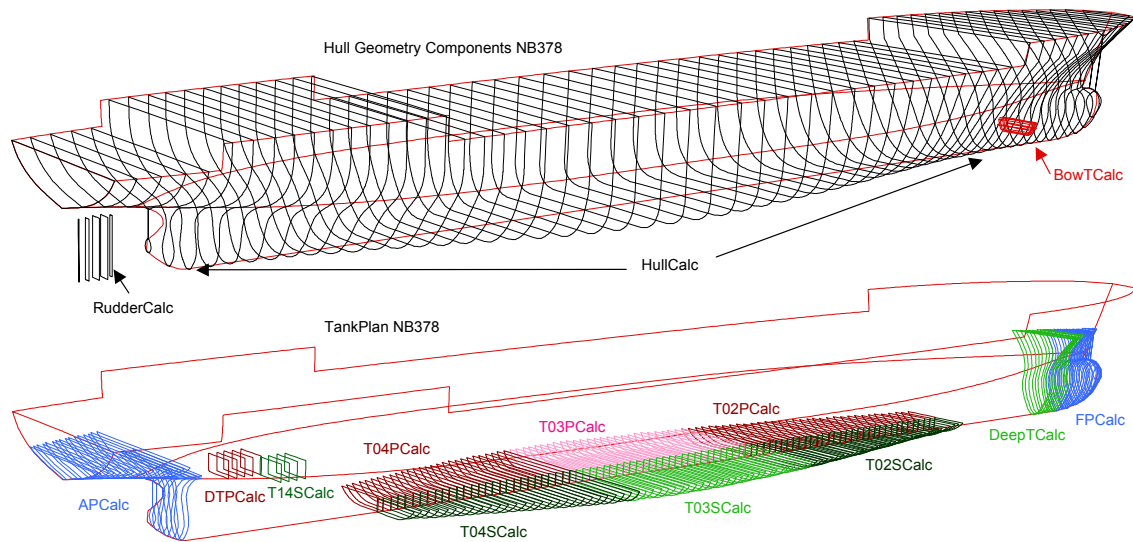 Hull Geometry Components NB378
BowTCalc
HullCalc
RudderCalc
TankPlan NB378
T02PCalc
T03PCalc
T04PCalc
DeepTCalc
FPCalc
T02SCalc
DTPCalc
T14SCalc
APCalc
T03SCalc
T04SCalc